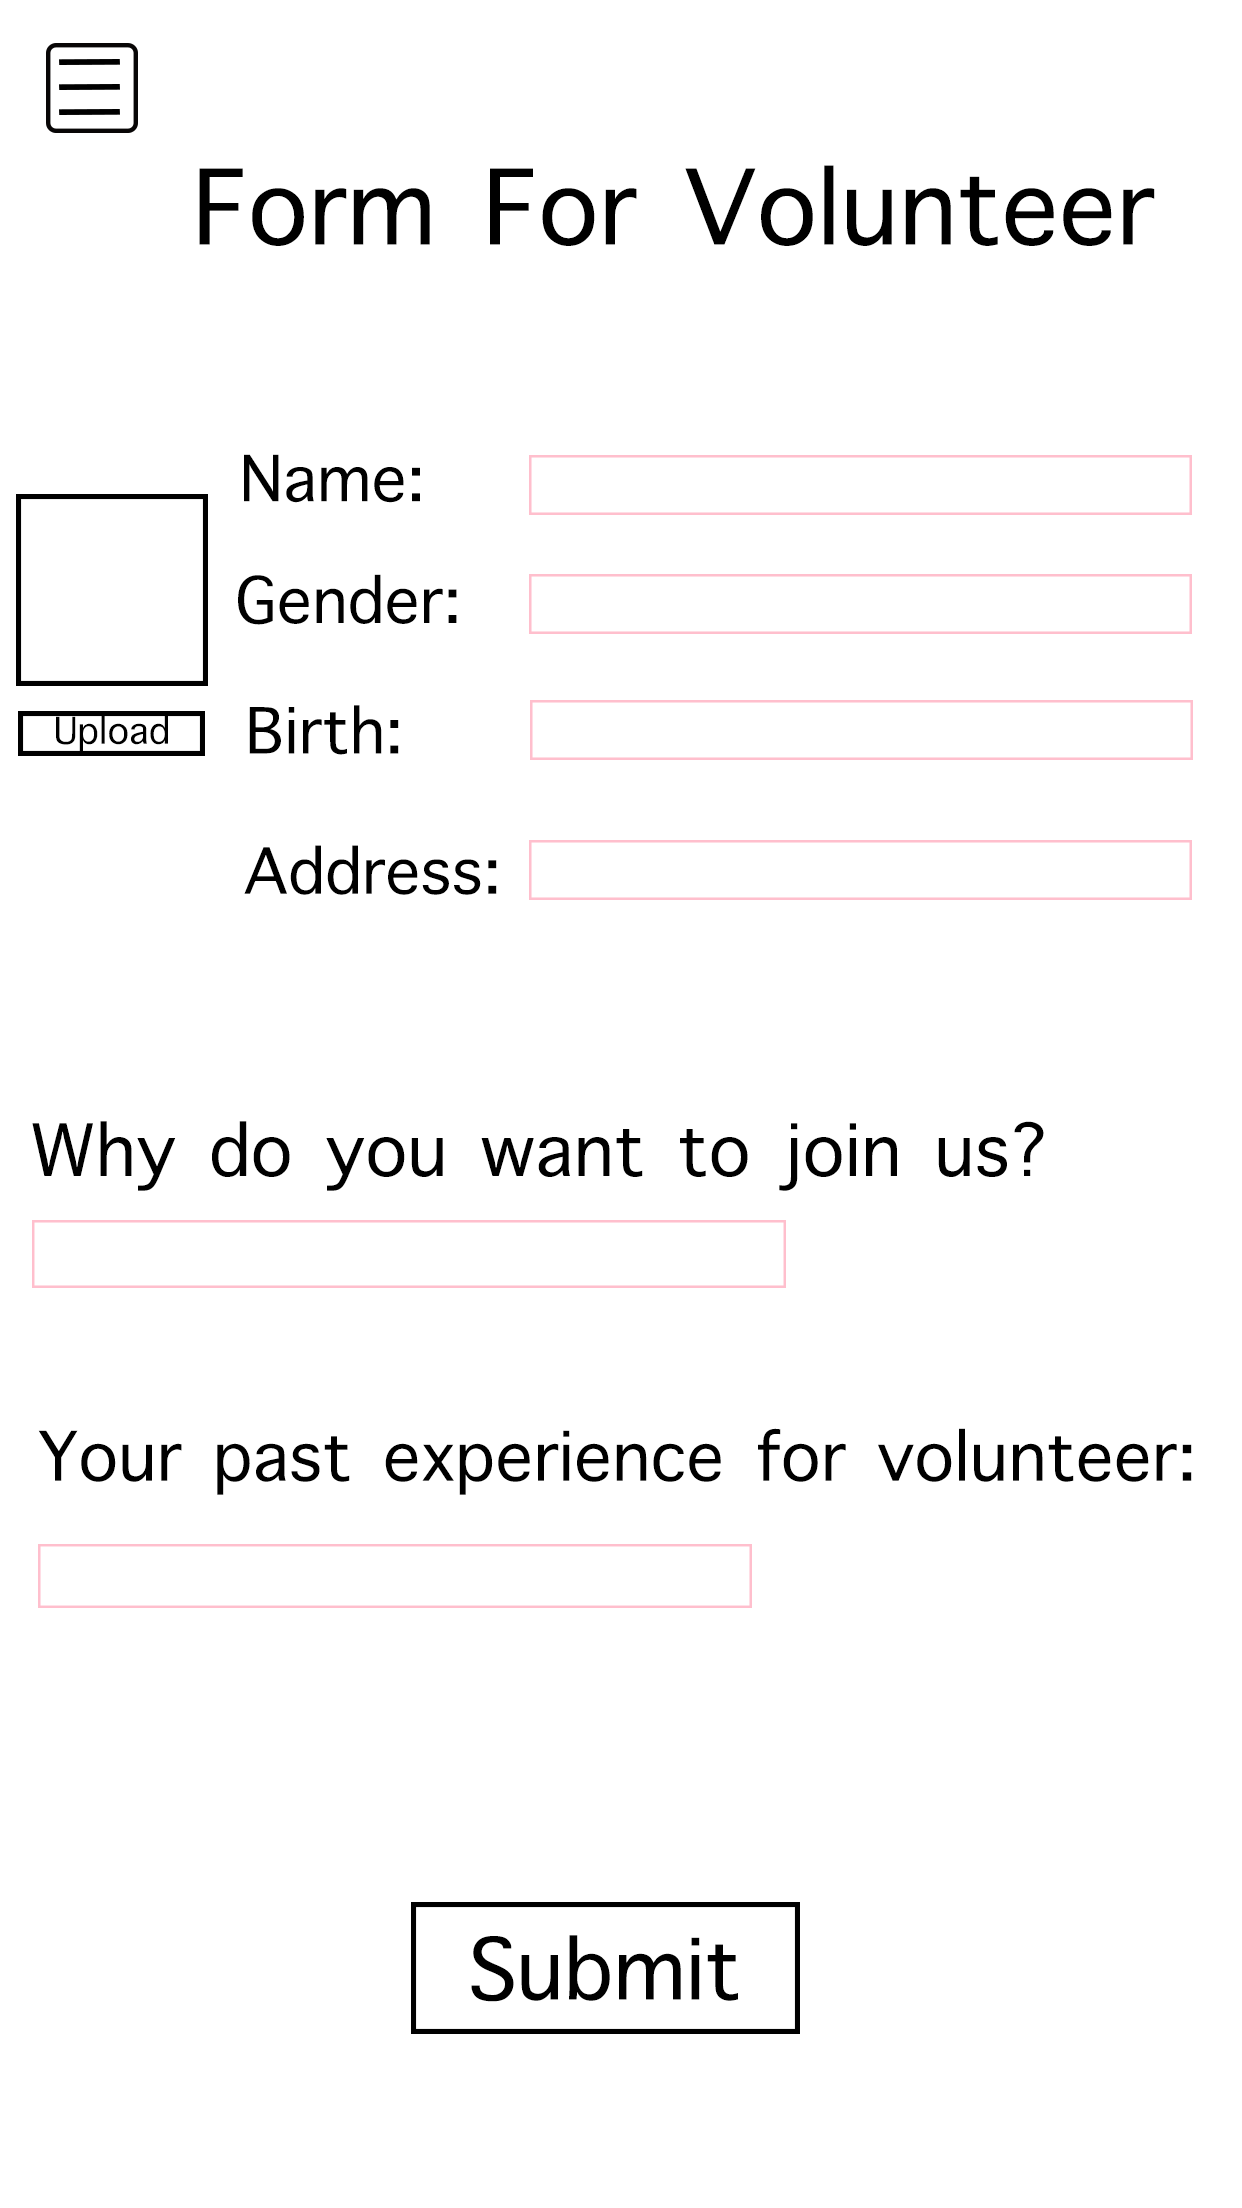 Form For Volunteer
Name:
Gender:
Upload
Birth:
Address:
Why do you want to join us?
Your past experience for volunteer:
Submit